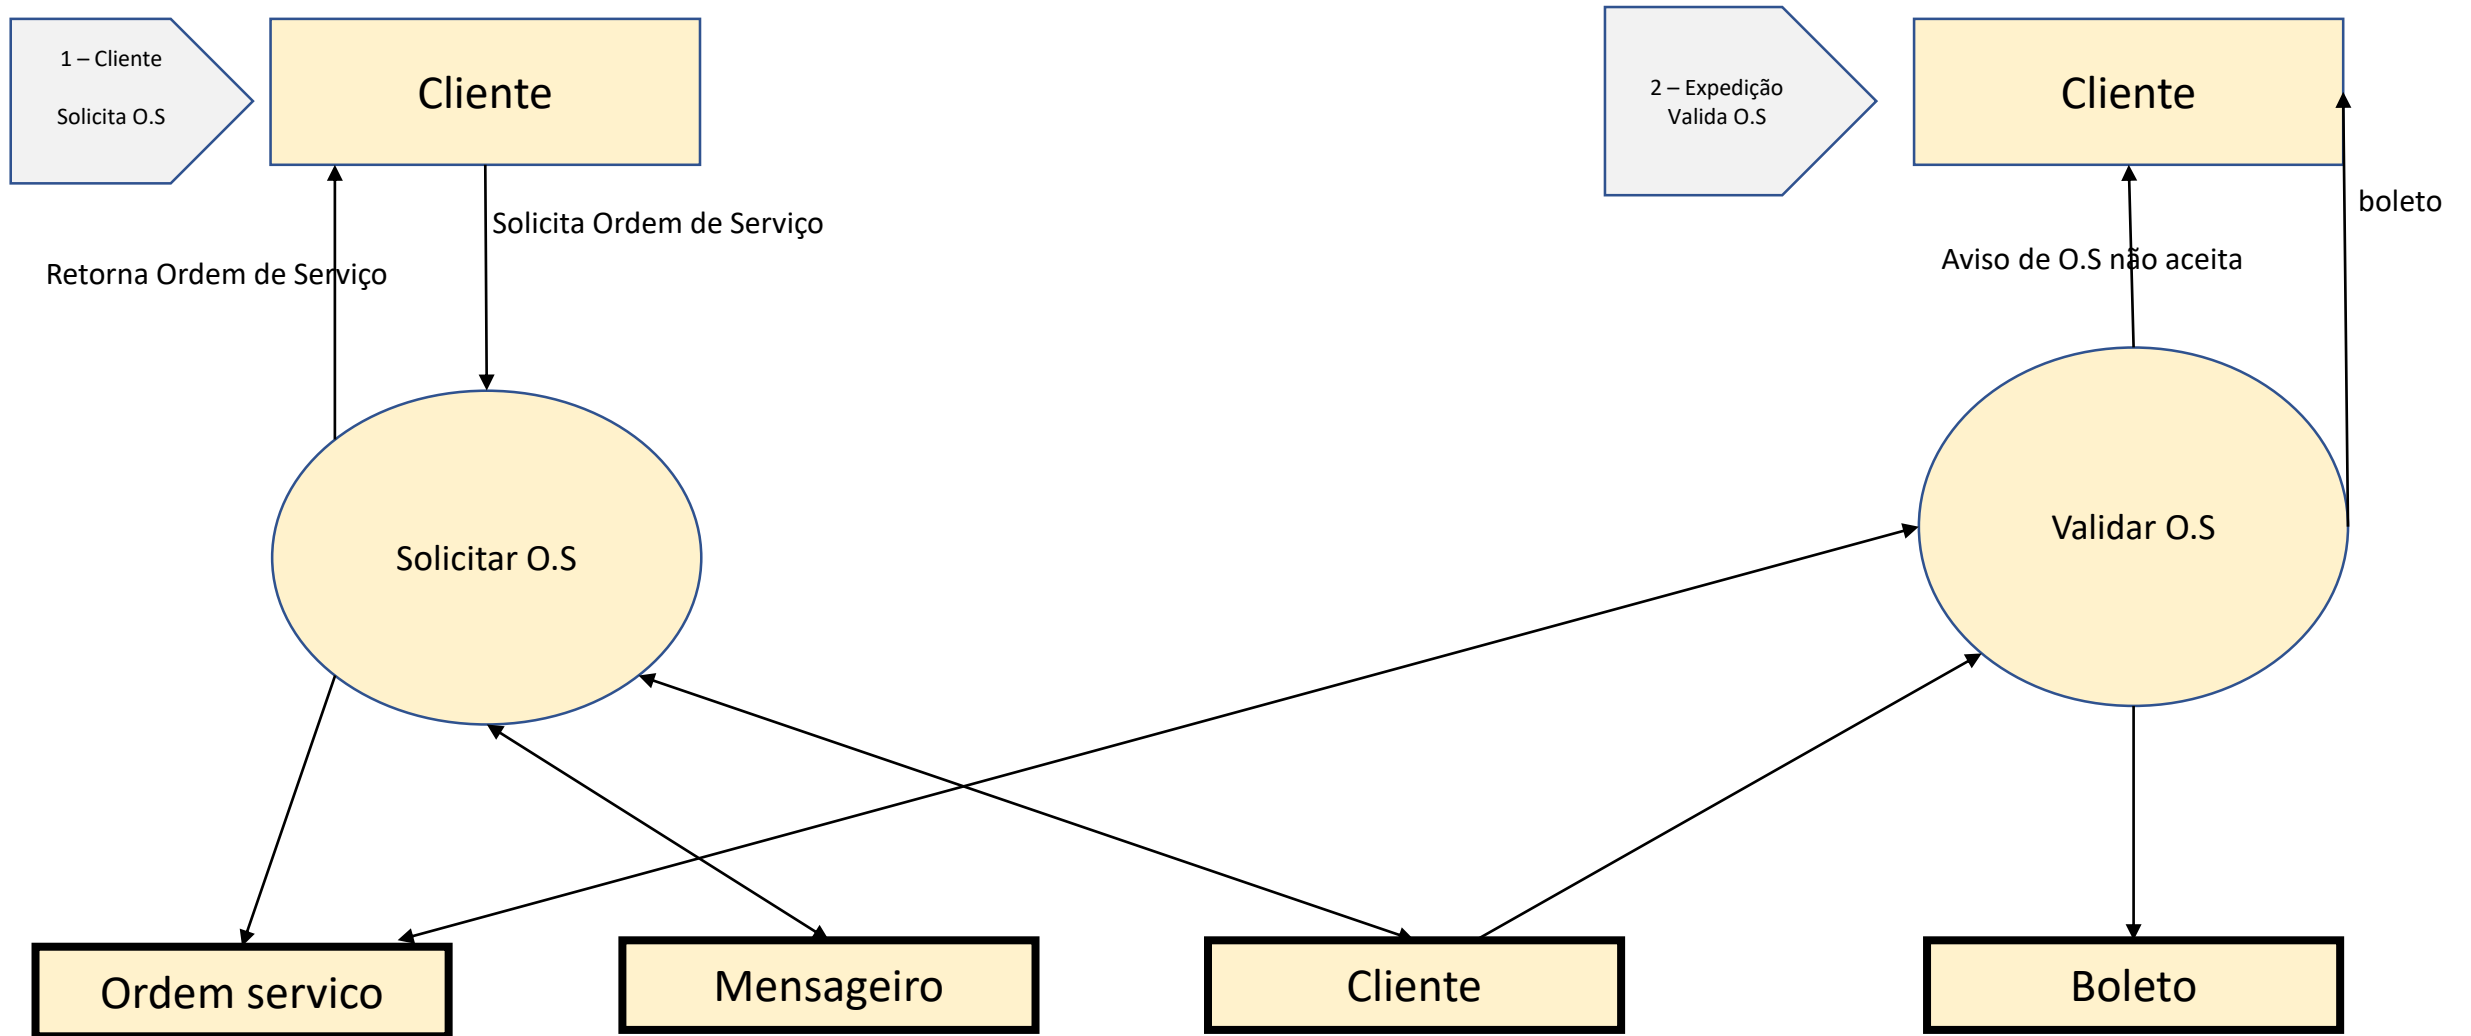 1 – Cliente
Solicita O.S
Cliente
2 – Expedição
Valida O.S
Cliente
Solicita Ordem de Serviço
Retorna Ordem de Serviço
boleto
Aviso de O.S não aceita
Solicitar O.S
Validar O.S
Ordem servico
Mensageiro
Cliente
Boleto